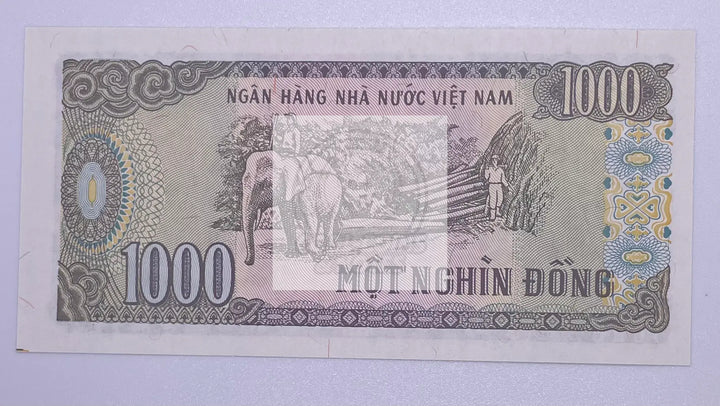 NGÂN HÀNG NHÀ NƯỚC VIỆT NAM
1000
1000
MỘT NGHÌN ĐỒNG